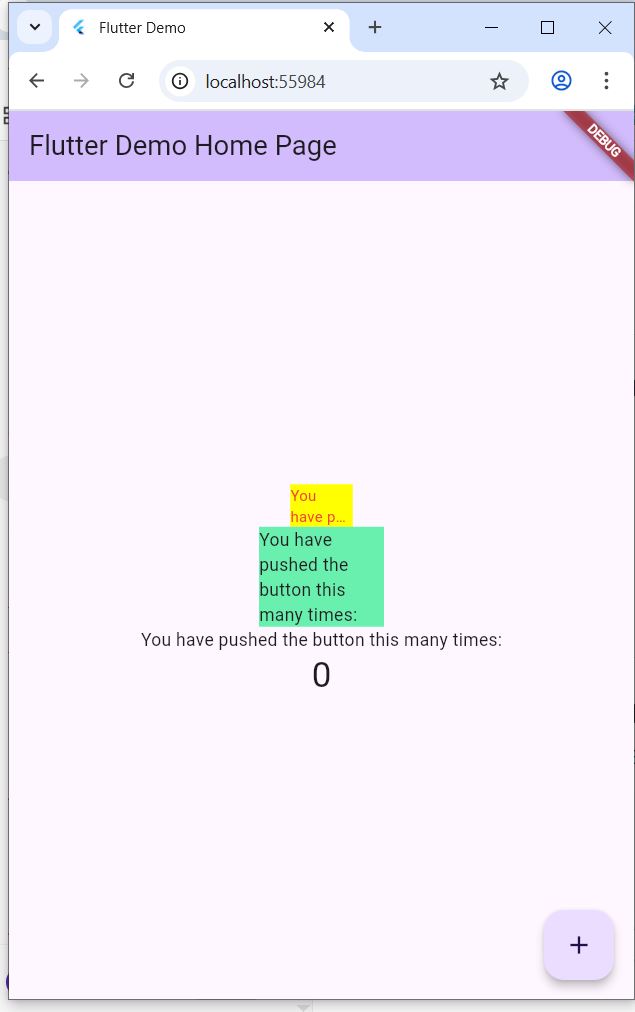 Flutter Demo
localhost:55984
Flutter Demo Home Page
DEBUG
You
have p…
You have
pushed the
button this
many times:
You have pushed the button this many times:
0
+